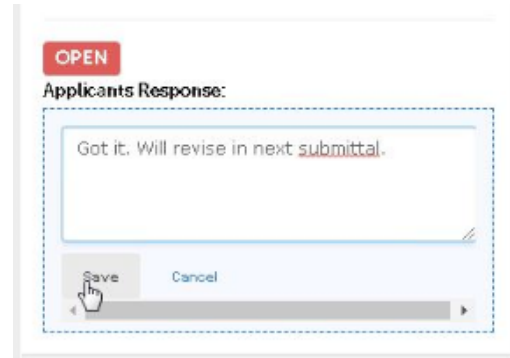 OPEN
Applicants Response:
Got it. Will revise in next submittal.
Save Cancel